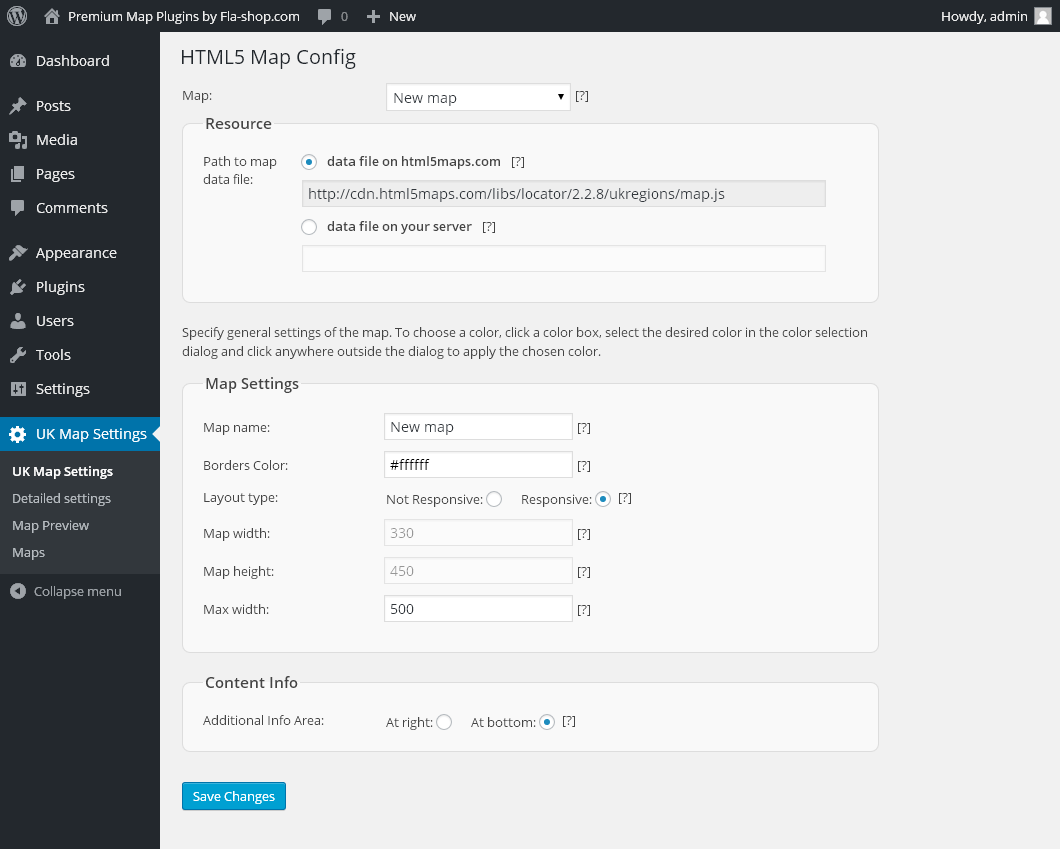 Premium Map Plugins by Fla-shop.com 0 New Howdy, admin
Dashboard
Posts
Media
Pages
Comments
Appearance
Plugins
Users
Tools
Settings
UK Map Settings
UK Map Settings
Detailed settings
Map Preview
Maps
Collapse menu
HTML5 Map Config
Map: New map [?]
Resource
Path to map data file:
data file on html5maps.com [?]
http://cdn.html5maps.com/libs/locator/2.2.8/ukregions/map.js
data file on your server [?]
Specify general settings of the map. To choose a color, click a color box, select the desired color in the color selection
dialog and click anywhere outside the dialog to apply the chosen color.
Map Settings
Map name: New map [?]
Borders Color: #ffffff [?]
Layout type: Not Responsive: Responsive: [?]
Map width: 330 [?]
Map height: 450 [?]
Max width: 500 [?]
Content Info
Additional Info Area: At right: At bottom: [?]
Save Changes